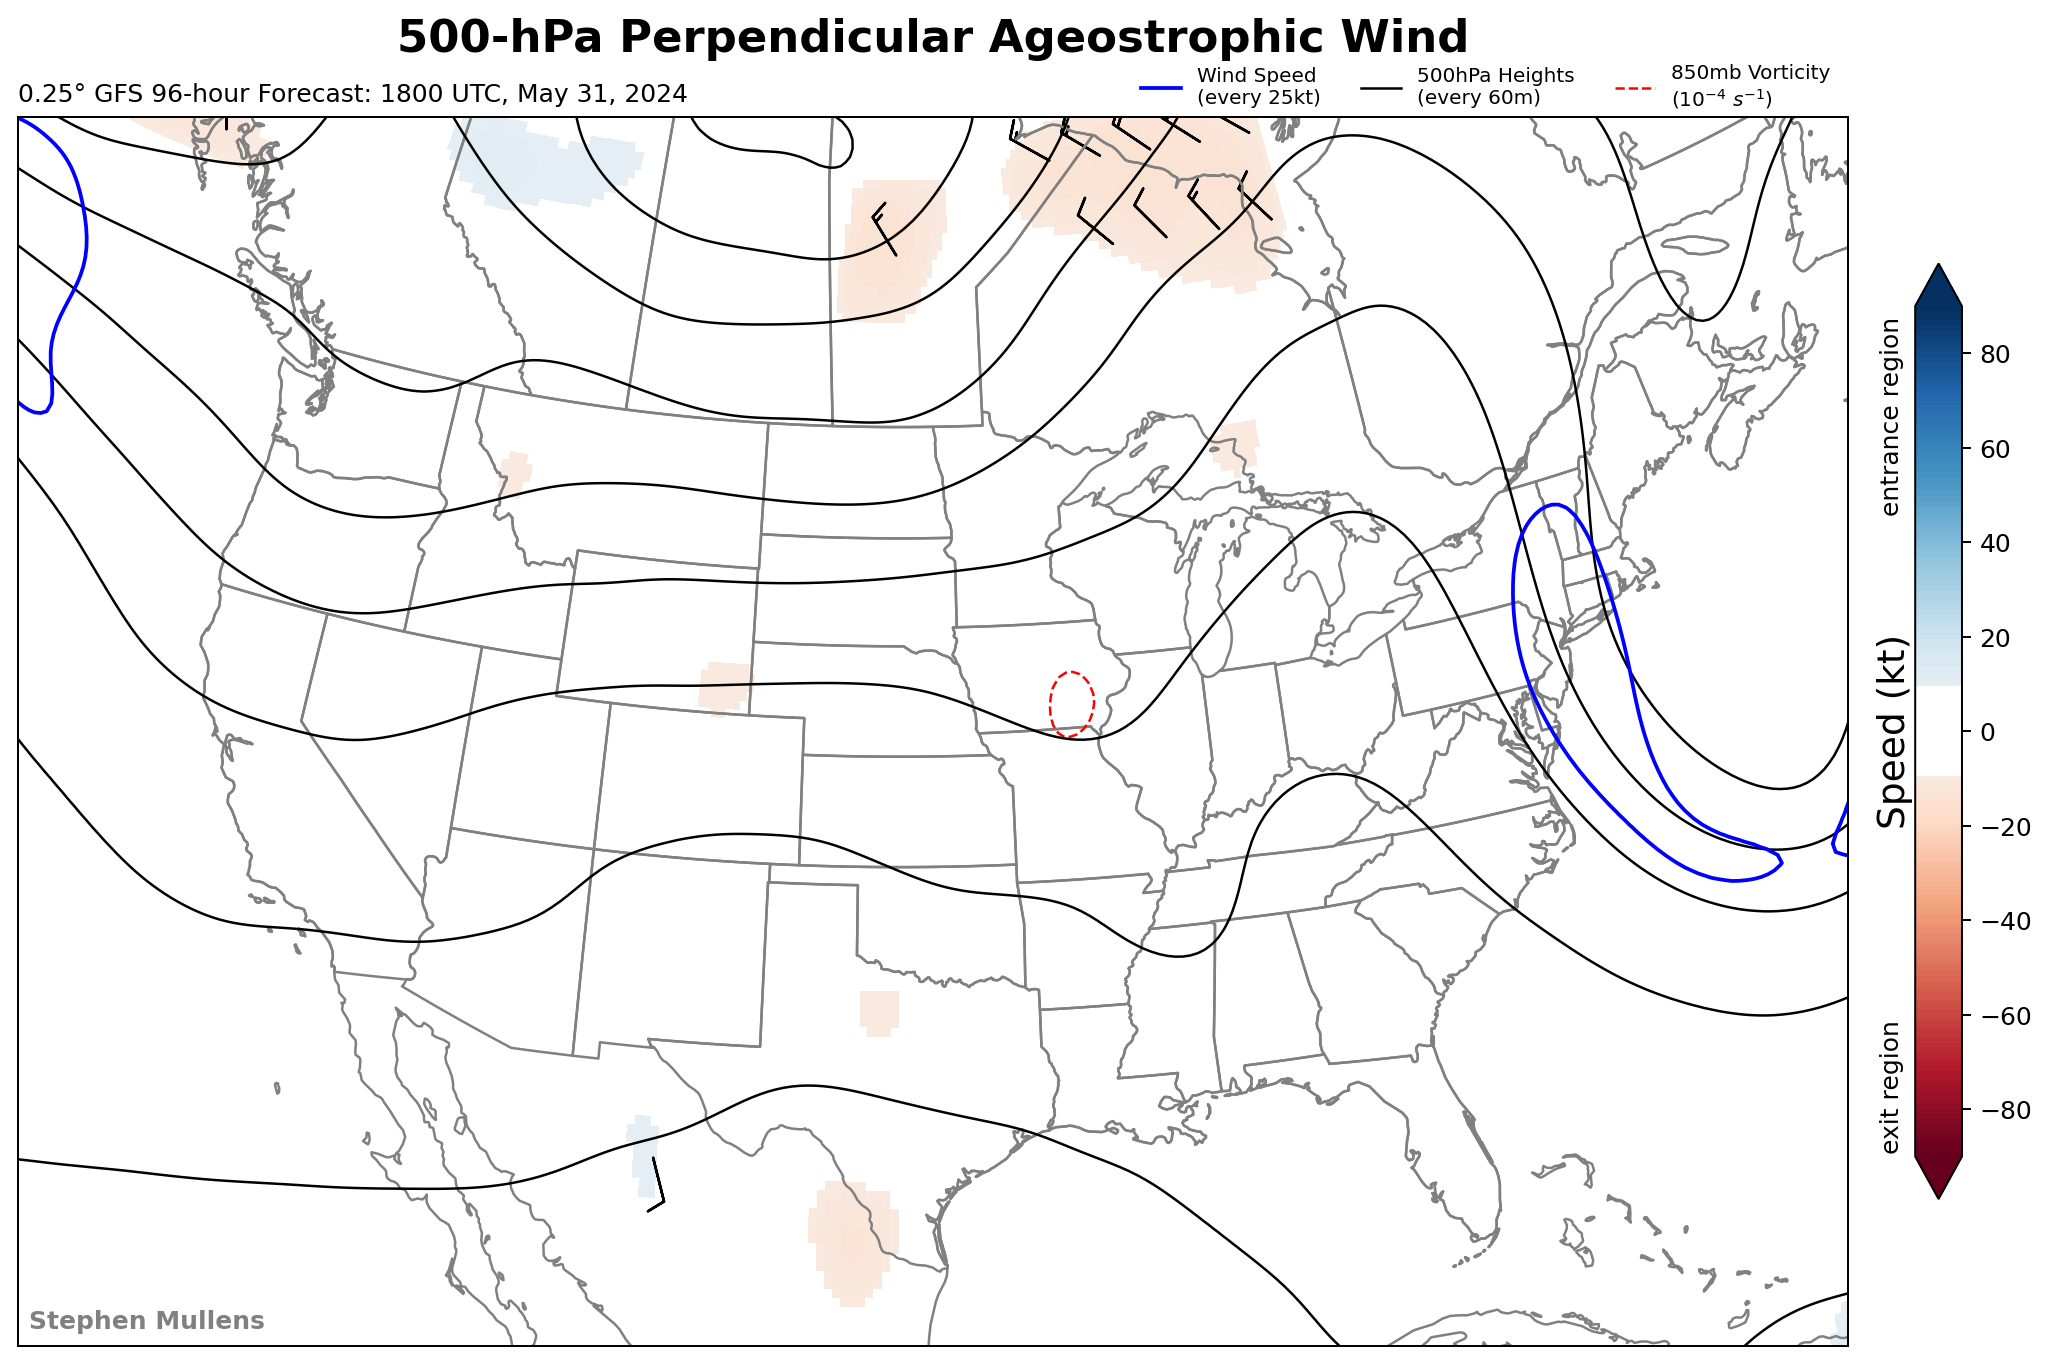 500-hPa Perpendicular Ageostrophic Wind
0.25° GFS 96-hour Forecast: 1800 UTC, May 31, 2024
Wind Speed
(every 25kt)
500hPa Heights
(every 60m)
850mb Vorticity
(10⁻⁴ s⁻¹)
entrance region
Speed (kt)
exit region
80
60
40
20
0
−20
−40
−60
−80
Stephen Mullens